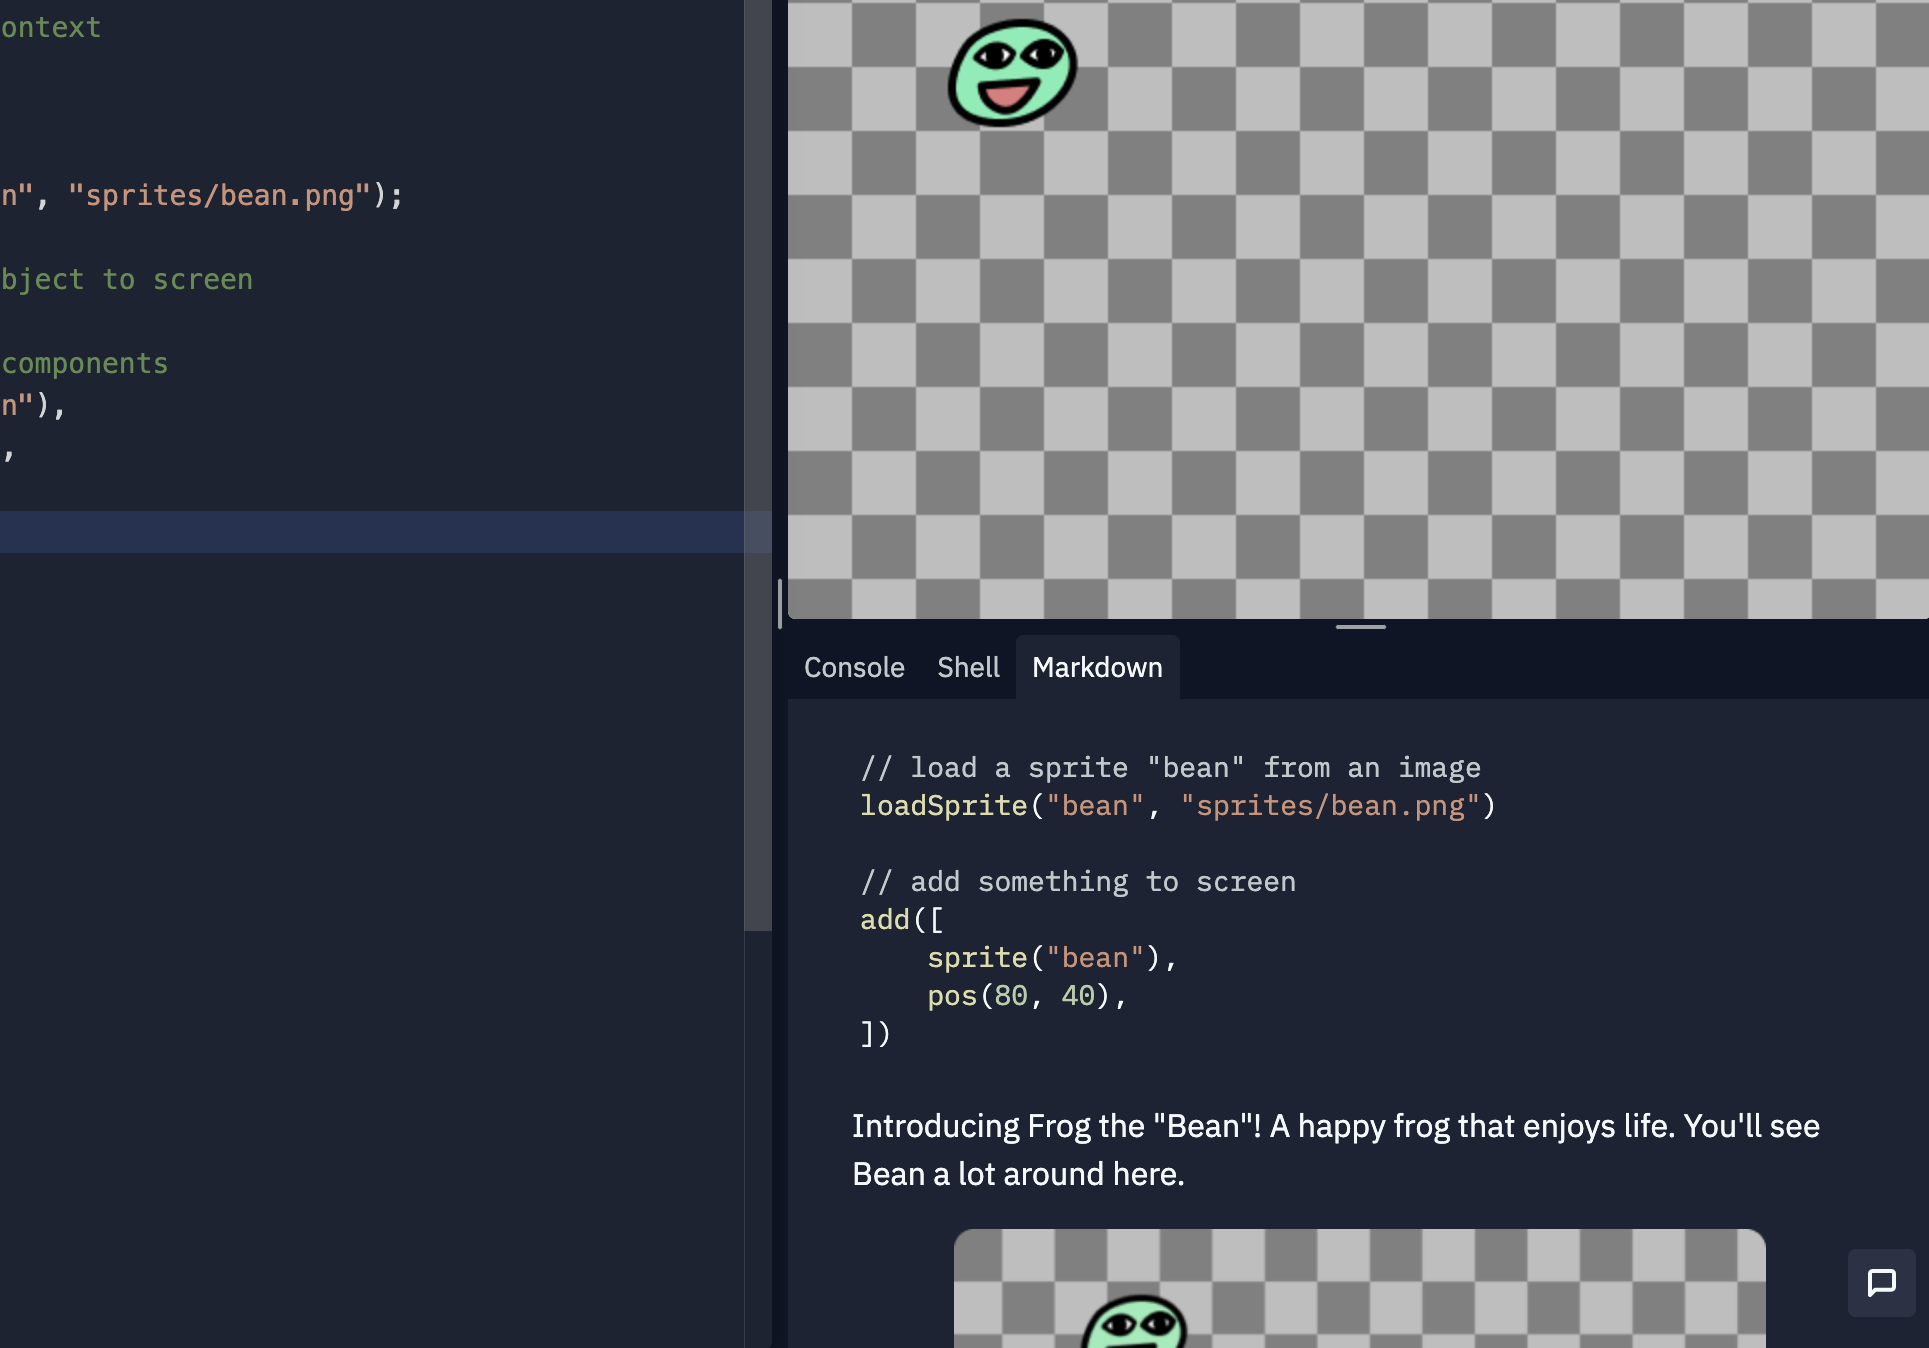 ontext
n", "sprites/bean.png");
bject to screen
components
n"),
,
Console Shell Markdown
// load a sprite "bean" from an image
loadSprite("bean", "sprites/bean.png")
// add something to screen
add([
sprite("bean"),
pos(80, 40),
])
Introducing Frog the "Bean"! A happy frog that enjoys life. You'll see
Bean a lot around here.